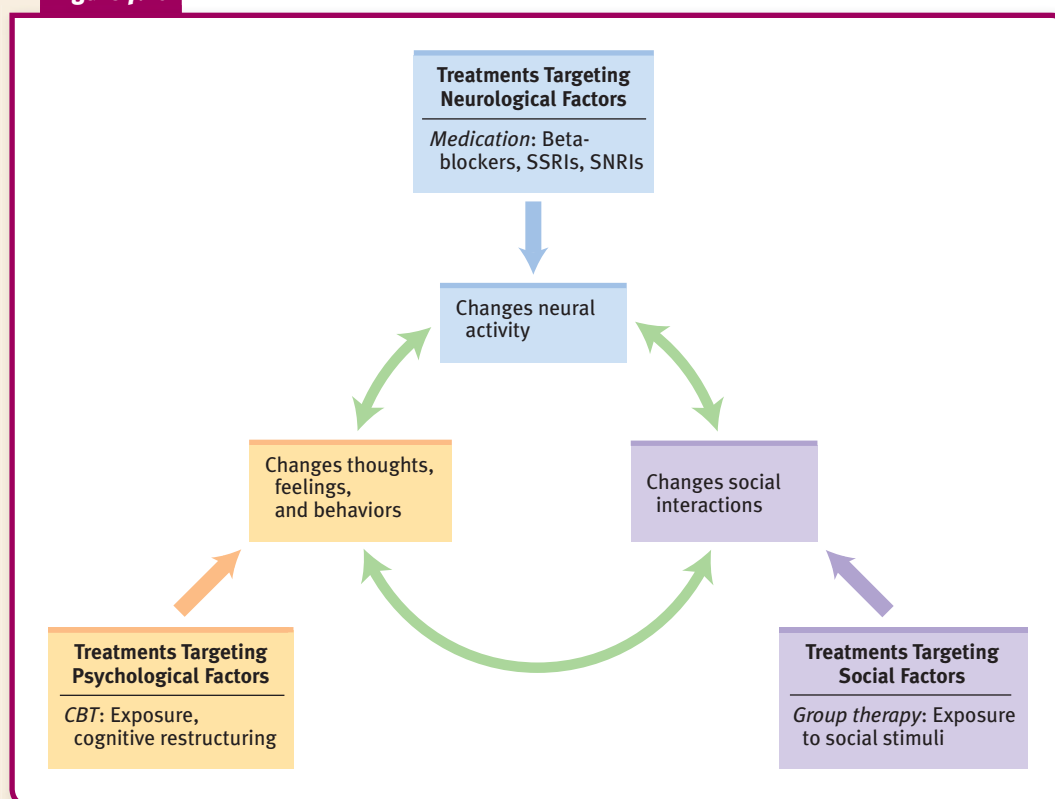 Treatments Targeting
Neurological Factors
Medication: Beta-
blockers, SSRIs, SNRIs
Changes neural
activity
Changes thoughts,
feelings,
and behaviors
Changes social
interactions
Treatments Targeting
Psychological Factors
CBT: Exposure,
cognitive restructuring
Treatments Targeting
Social Factors
Group therapy: Exposure
to social stimuli